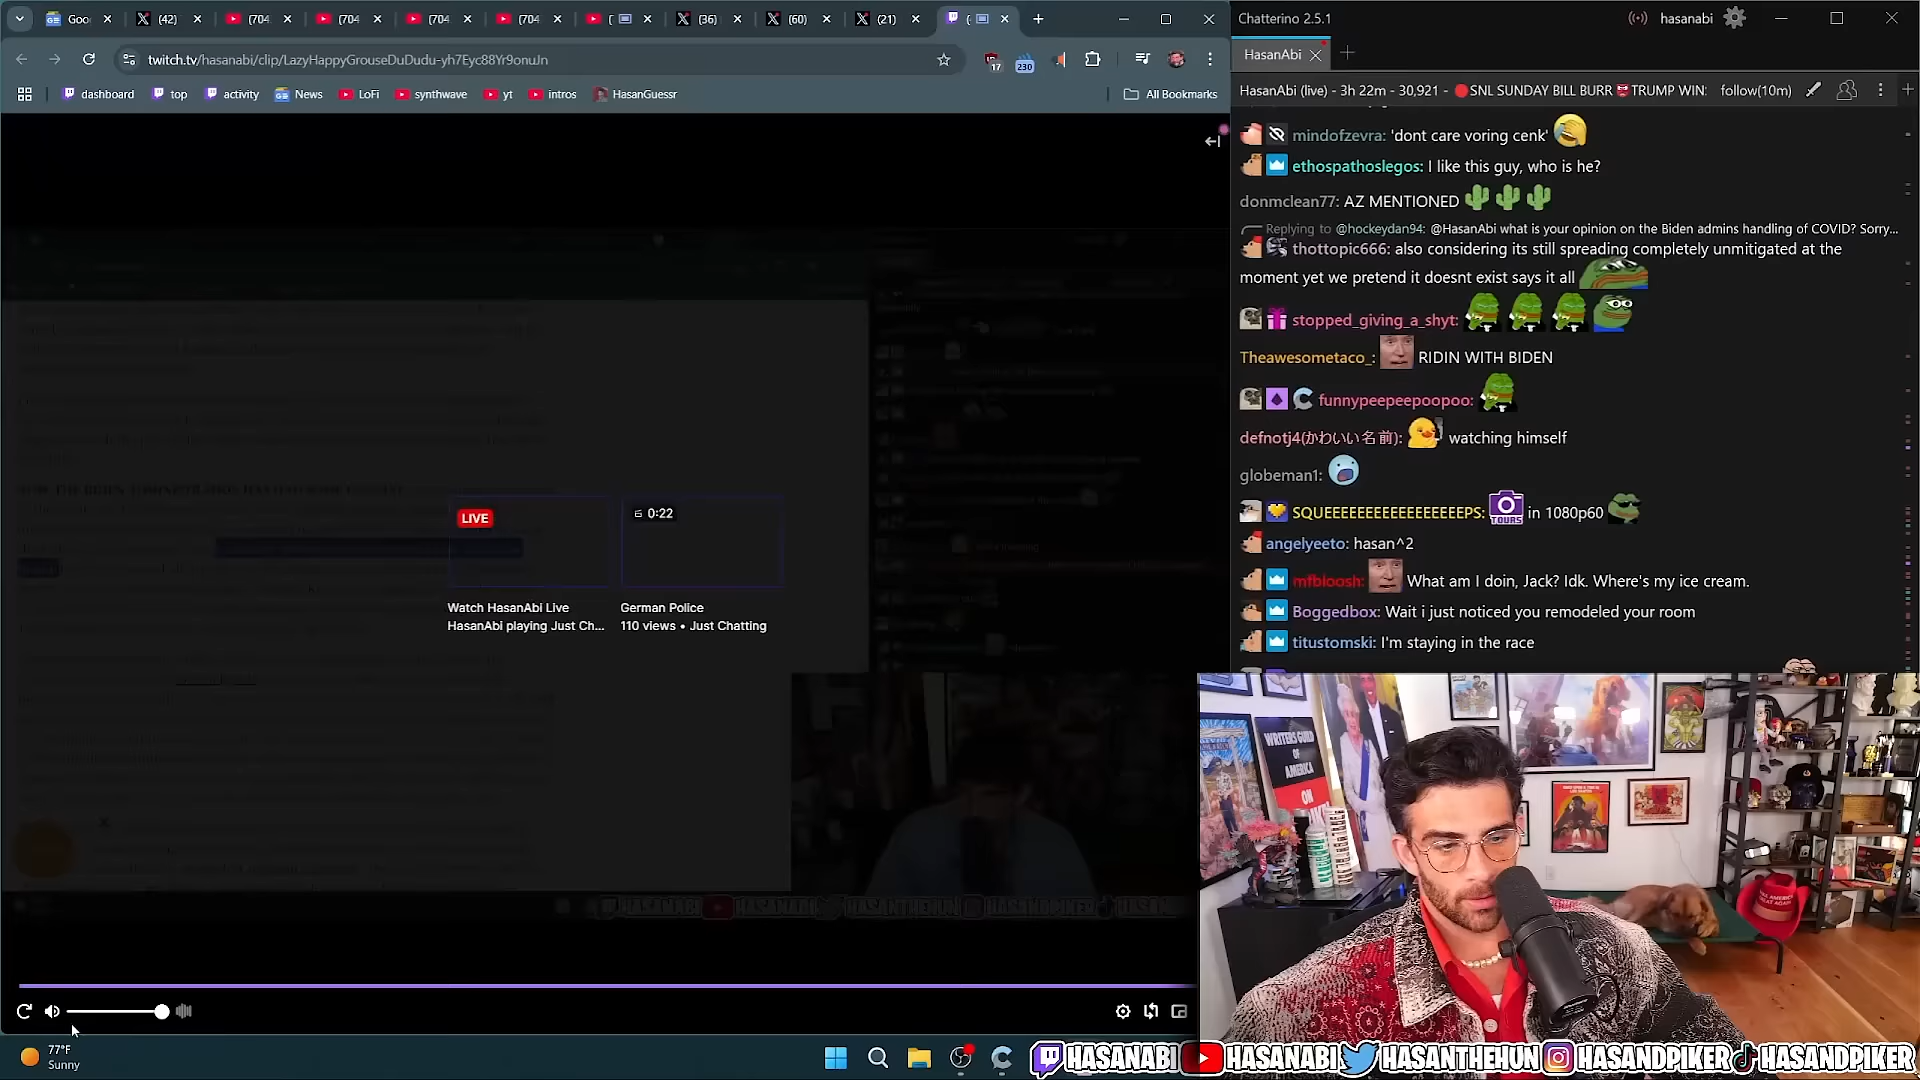 Goo
(42)
(704
(704
(704
(704
(
(36)
(60)
(21)
(
twitch.tv/hasanabi/clip/LazyHappyGrouseDuDudu-yh7Eyc88Yr9onuJn
17
230
dashboard
top
activity
News
LoFi
synthwave
yt
intros
HasanGuessr
All Bookmarks
LIVE
0:22
Watch HasanAbi Live
HasanAbi playing Just Ch...
German Police
110 views • Just Chatting
77°F
Sunny
Chatterino 2.5.1
hasanabi
HasanAbi
HasanAbi (live) - 3h 22m - 30,921 - 🔴SNL SUNDAY BILL BURR 👹TRUMP WIN:
follow(10m)
mindofzevra: 'dont care voring cenk'
ethospathoslegos: I like this guy, who is he?
donmclean77: AZ MENTIONED 🌵🌵🌵
Replying to @hockeydan94: @HasanAbi what is your opinion on the Biden admins handling of COVID? Sorry...
thottopic666: also considering its still spreading completely unmitigated at the
moment yet we pretend it doesnt exist says it all
stopped_giving_a_shyt:
Theawesometaco_: RIDIN WITH BIDEN
funnypeepeepoopoo:
defnotj4(かわいい名前): watching himself
globeman1:
SQUEEEEEEEEEEEEEEEEEPS: TOURS in 1080p60
angelyeeto: hasan^2
mfbloosh: What am I doin, Jack? Idk. Where's my ice cream.
Boggedbox: Wait i just noticed you remodeled your room
titustomski: I'm staying in the race
WRITERS GUILD
OF
AMERICA
ON
HASANABI
HASANABI
HASANTHEHUN
HASANDPIKER
HASANDPIKER